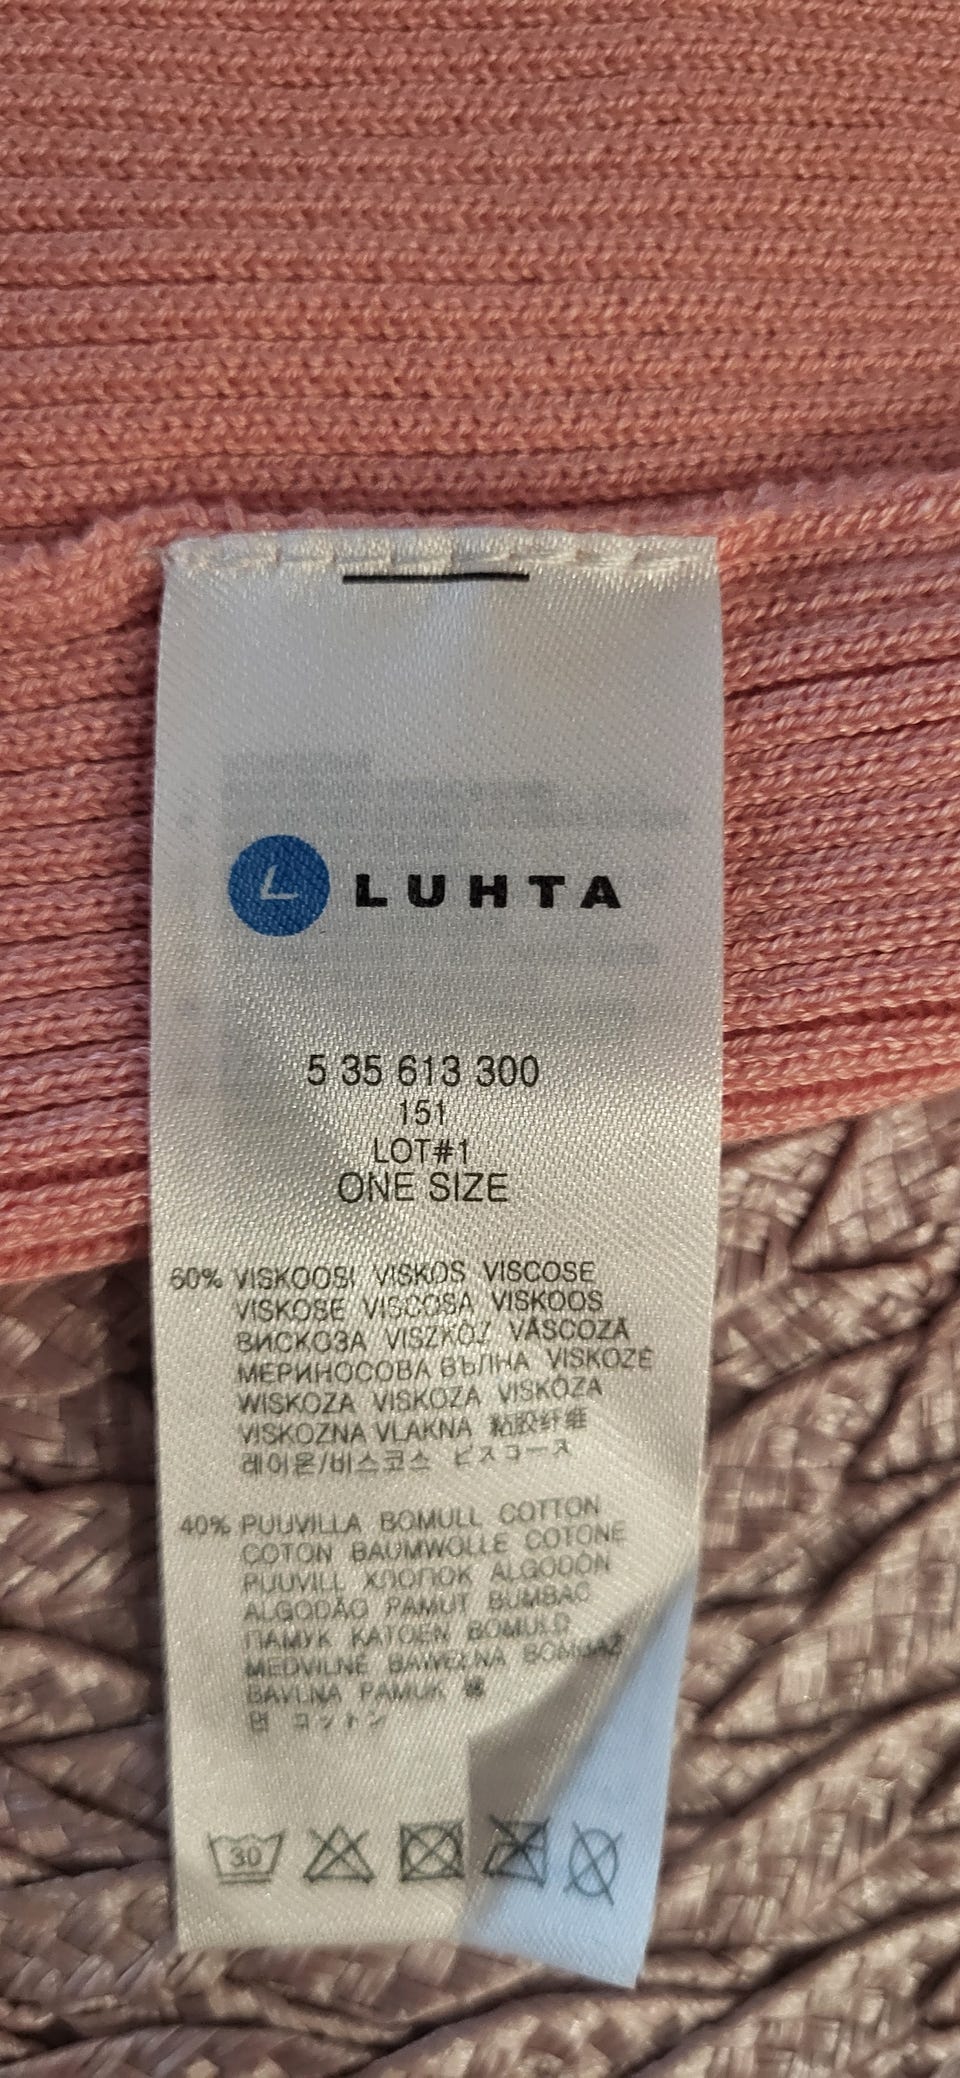 L LUHTA
5 35 613 300
151
LOT#1
ONE SIZE
60% VISKOOSI VISKOS VISCOSE
VISKOSE VISCOSA VISKOOS
ВИСКОЗА VISZKÓZ VÂSCOZĂ
МЕРИНОСОВА ВЪЛНА VISKOZE
WISKOZA VISKOZA VISKÓZA
VISKOZNA VLAKNA 粘胶纤维
레이온/비스코스 ビスコース
40% PUUVILLA BOMULL COTTON
COTON BAUMWOLLE COTONE
PUUVILL ХЛОПОК ALGODÓN
ALGODÃO PAMUT BUMBAC
ПАМУК KATOEN BOMULD
MEDVILNĖ BAWEŁNA BOMBAŽ
BAVLNA PAMUK 棉
면 コットン
30